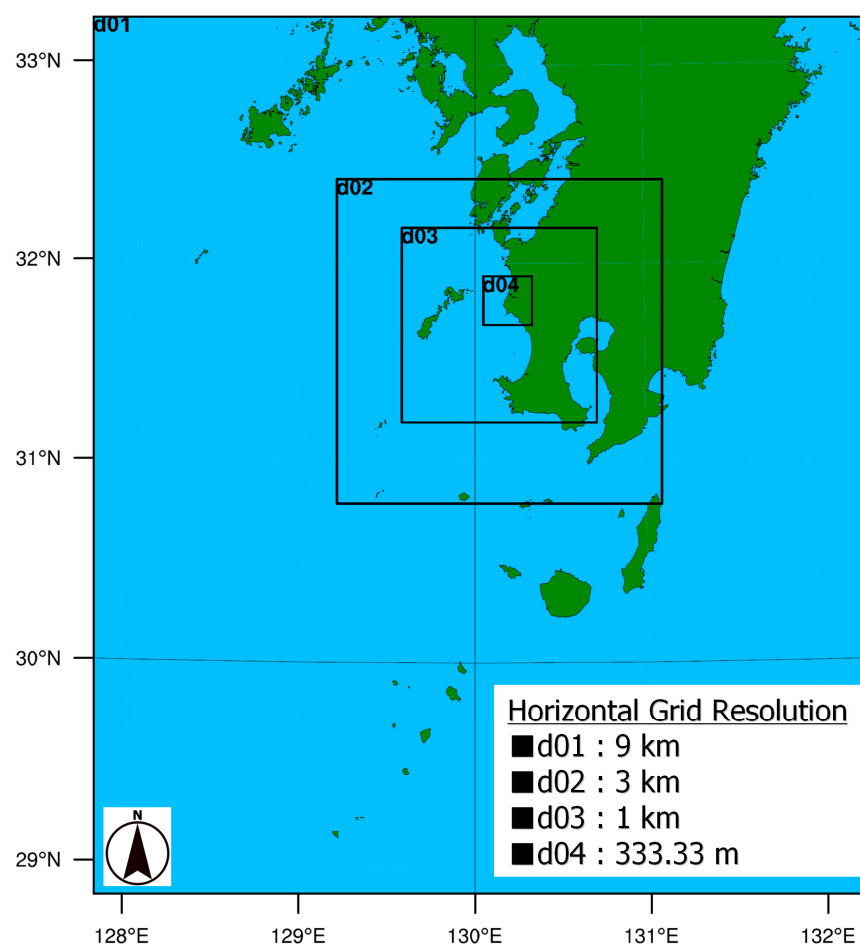 d01
33°N
d02
32°N
d03
d04
31°N
30°N
Horizontal Grid Resolution
■d01 : 9 km
■d02 : 3 km
■d03 : 1 km
■d04 : 333.33 m
N
29°N
128°E 129°E 130°E 131°E 132°E